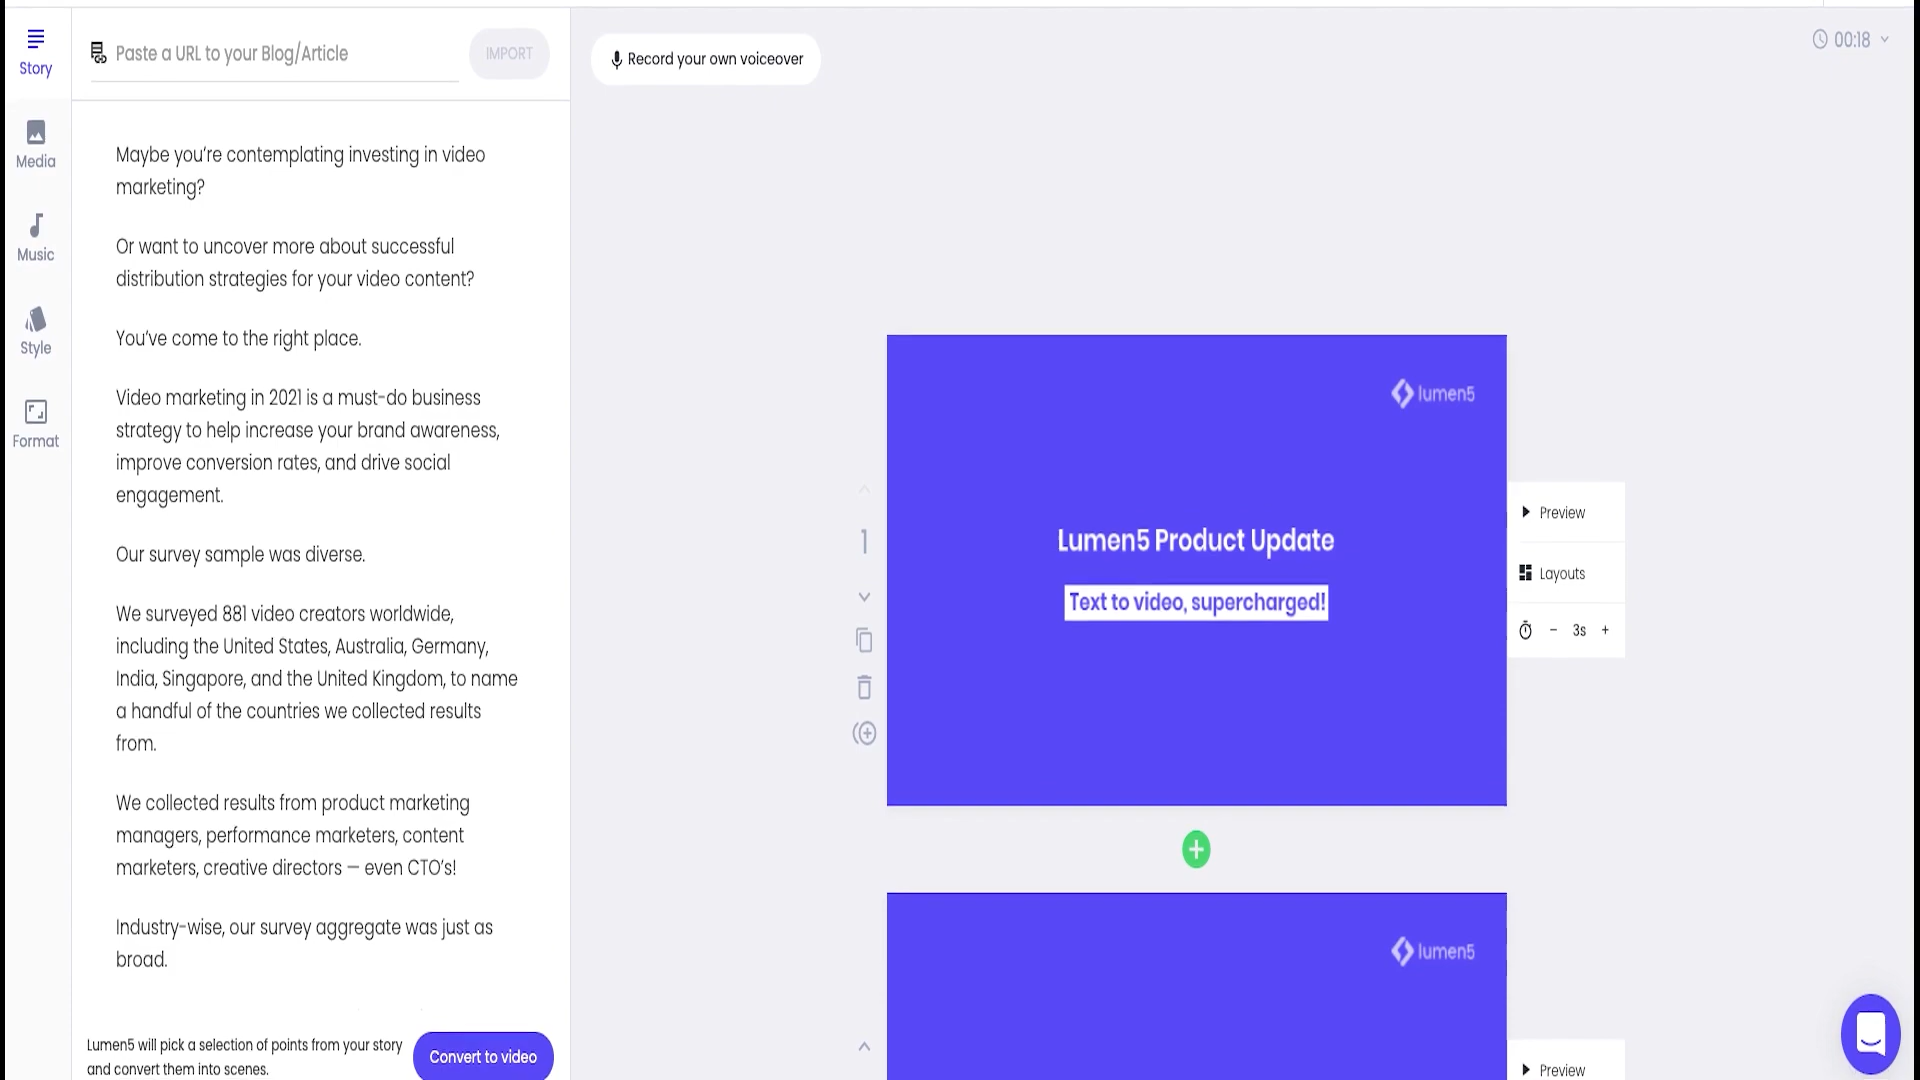 Story
Media
Music
Style
Format
Paste a URL to your Blog/Article
IMPORT
Maybe you're contemplating investing in video
marketing?
Or want to uncover more about successful
distribution strategies for your video content?
You've come to the right place.
Video marketing in 2021 is a must-do business
strategy to help increase your brand awareness,
improve conversion rates, and drive social
engagement.
Our survey sample was diverse.
We surveyed 881 video creators worldwide,
including the United States, Australia, Germany,
India, Singapore, and the United Kingdom, to name
a handful of the countries we collected results
from.
We collected results from product marketing
managers, performance marketers, content
marketers, creative directors — even CTO's!
Industry-wise, our survey aggregate was just as
broad.
Lumen5 will pick a selection of points from your story
and convert them into scenes.
Convert to video
Record your own voiceover
00:18
1
lumen5
Lumen5 Product Update
Text to video, supercharged!
Preview
Layouts
- 3s +
lumen5
Preview